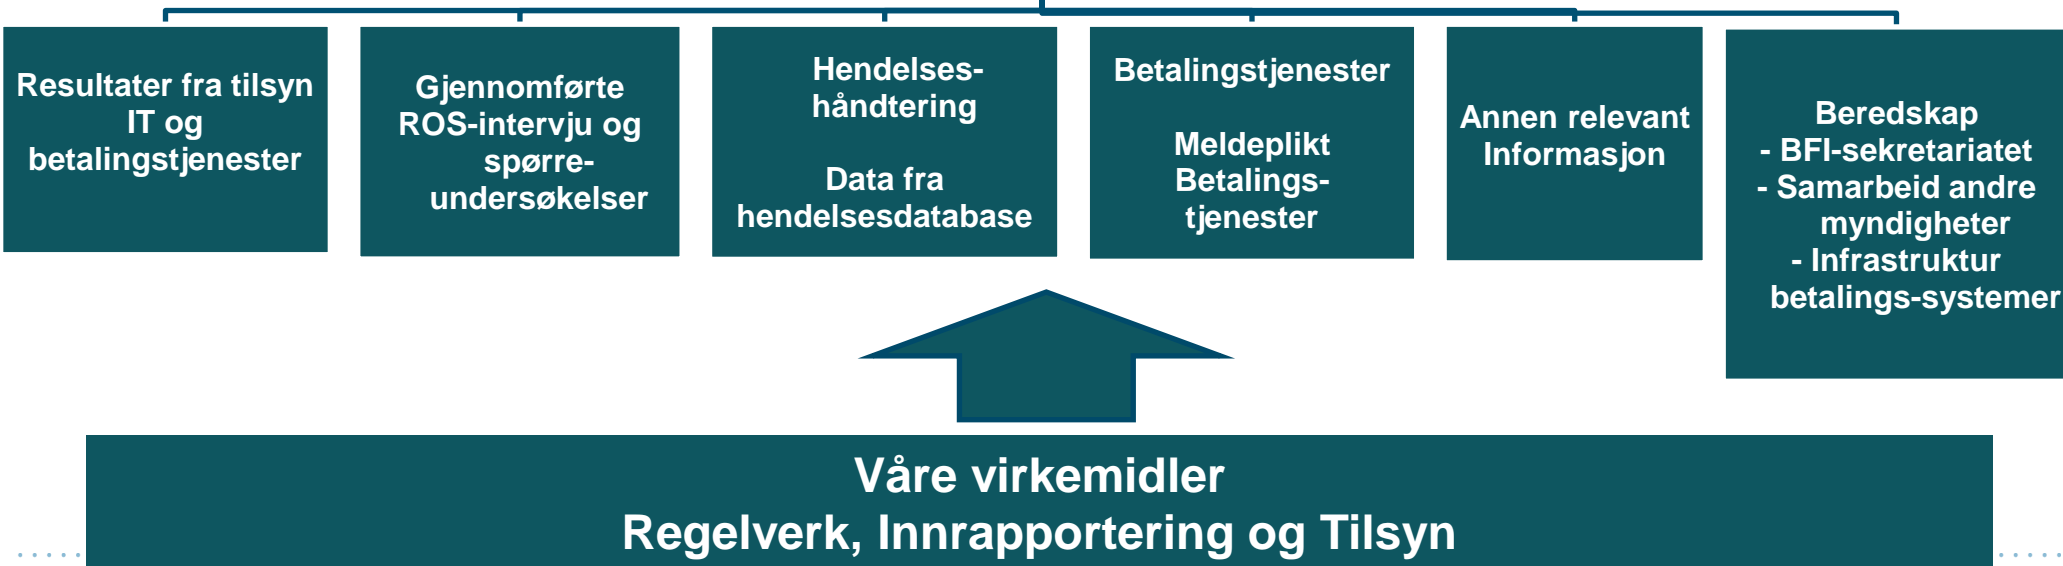 Resultater fra tilsyn
IT og
betalingstjenester
Gjennomførte
ROS-intervju og
spørre-
undersøkelser
Hendelses-
håndtering
Data fra
hendelsesdatabase
Betalingstjenester
Meldeplikt
Betalings-
tjenester
Annen relevant
Informasjon
Beredskap
- BFI-sekretariatet
- Samarbeid andre
myndigheter
- Infrastruktur
betalings-systemer
Våre virkemidler
Regelverk, Innrapportering og Tilsyn